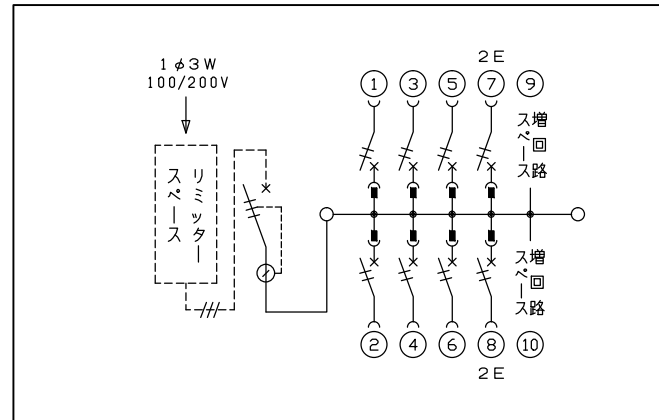 1φ3W
100/200V
リミッター
スペース
2E
① ③ ⑤ ⑦ ⑨
増回路
スペース
増回路
スペース
② ④ ⑥ ⑧ ⑩
2E